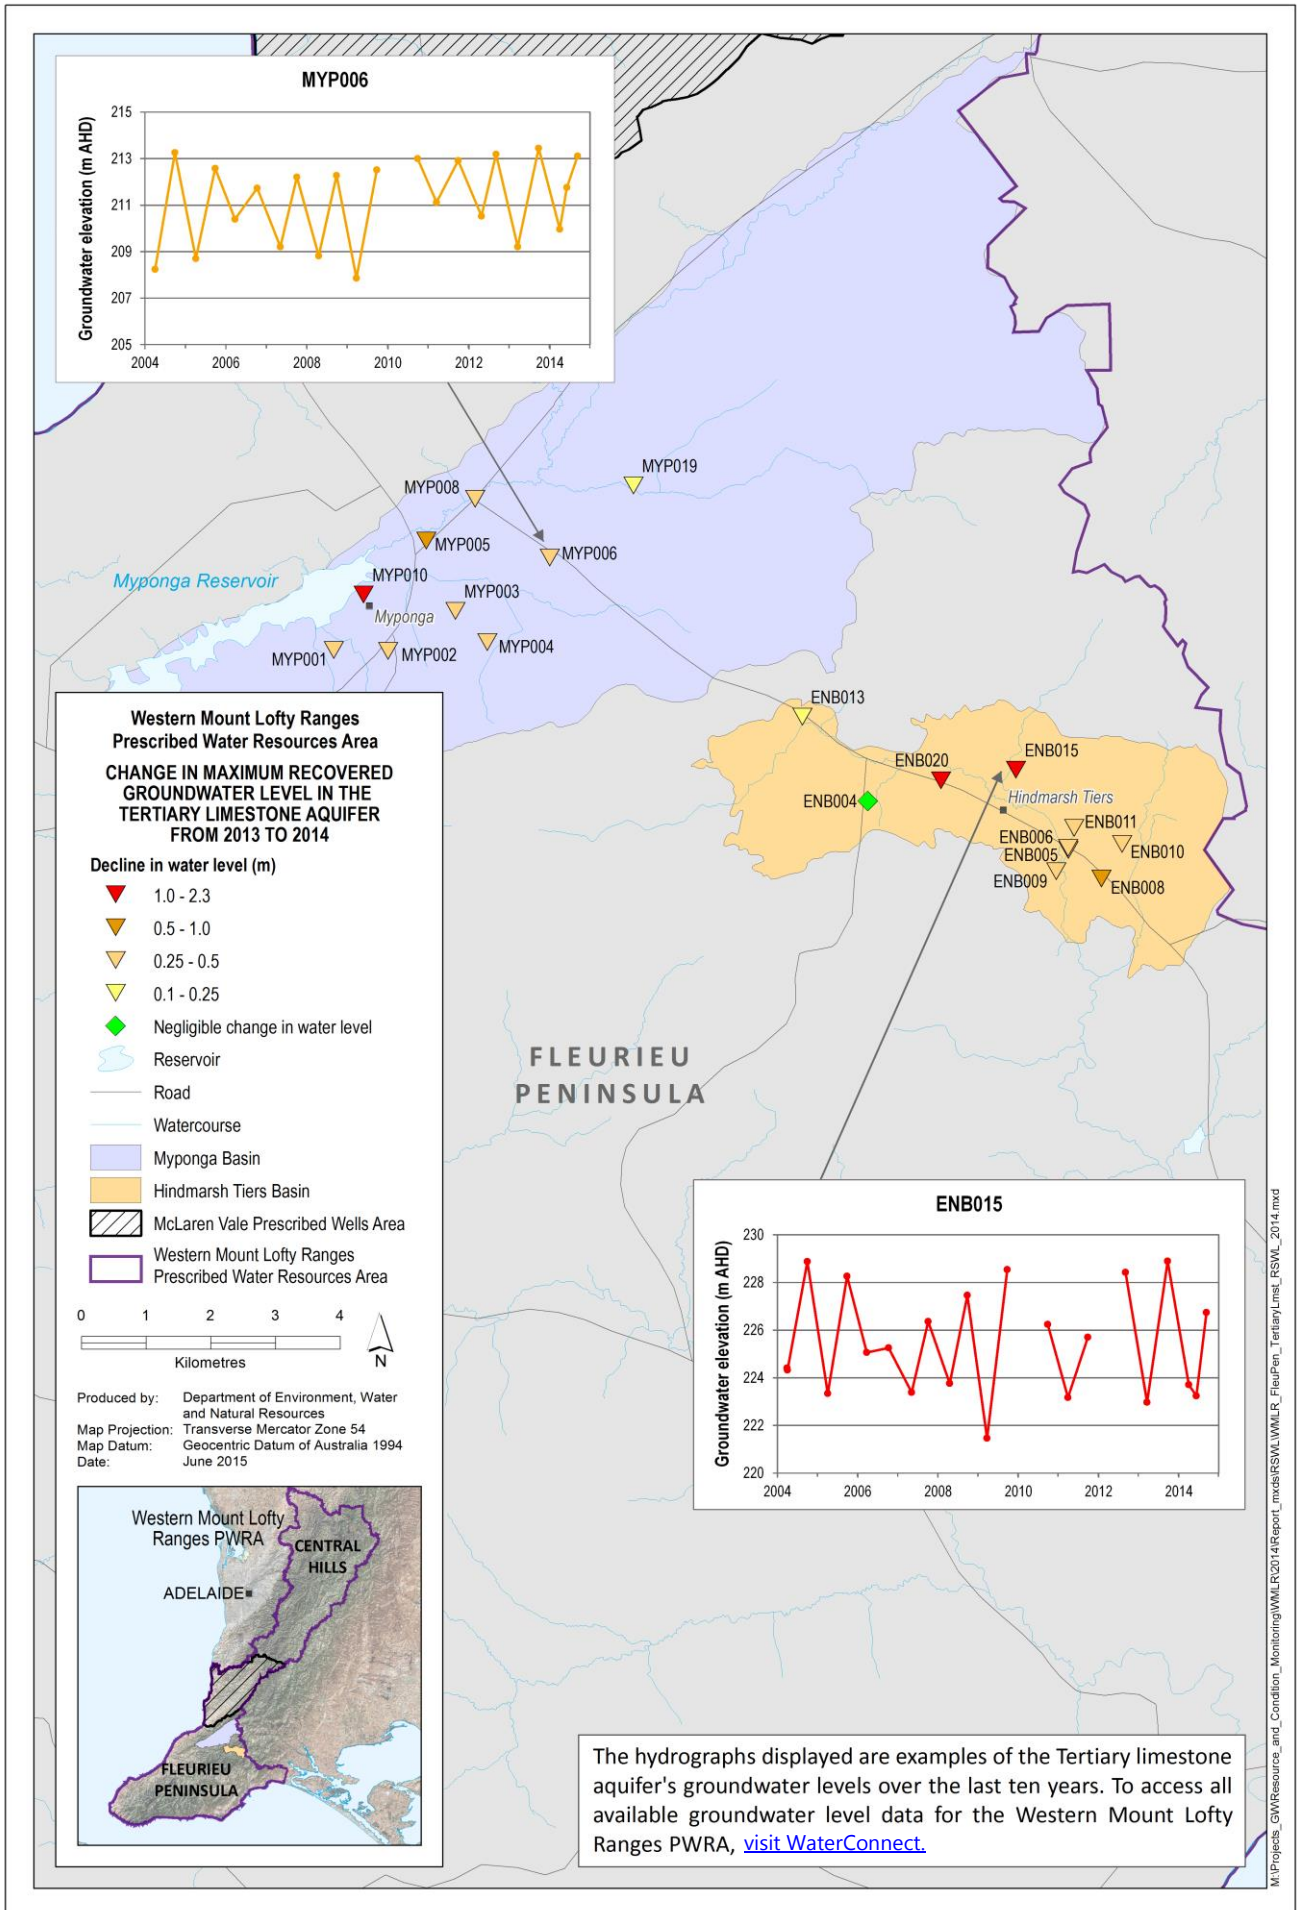 MYP006
Groundwater elevation (m AHD)
215
213
211
209
207
205
2004
2006
2008
2010
2012
2014
MYP019
MYP008
MYP005
MYP006
Myponga Reservoir
MYP010
MYP003
Myponga
MYP004
MYP001
MYP002
ENB013
ENB020
ENB015
ENB004
Hindmarsh Tiers
ENB011
ENB006
ENB005
ENB010
ENB009
ENB008
FLEURIEU
PENINSULA
Western Mount Lofty Ranges
Prescribed Water Resources Area
CHANGE IN MAXIMUM RECOVERED
GROUNDWATER LEVEL IN THE
TERTIARY LIMESTONE AQUIFER
FROM 2013 TO 2014
Decline in water level (m)
1.0 - 2.3
0.5 - 1.0
0.25 - 0.5
0.1 - 0.25
Negligible change in water level
Reservoir
Road
Watercourse
Myponga Basin
Hindmarsh Tiers Basin
McLaren Vale Prescribed Wells Area
Western Mount Lofty Ranges
Prescribed Water Resources Area
0 1 2 3 4
Kilometres
N
Produced by: Department of Environment, Water
and Natural Resources
Map Projection: Transverse Mercator Zone 54
Map Datum: Geocentric Datum of Australia 1994
Date: June 2015
Western Mount Lofty
Ranges PWRA
CENTRAL
HILLS
ADELAIDE
FLEURIEU
PENINSULA
ENB015
Groundwater elevation (m AHD)
230
228
226
224
222
220
2004
2006
2008
2010
2012
2014
The hydrographs displayed are examples of the Tertiary limestone
aquifer's groundwater levels over the last ten years. To access all
available groundwater level data for the Western Mount Lofty
Ranges PWRA, visit WaterConnect.
M:\Projects_GW\Resource_and_Condition_Monitoring\WMLR\2014\Report_mxds\RSWL\WMLR_FleuPen_TertiaryLmst_RSWL_2014.mxd